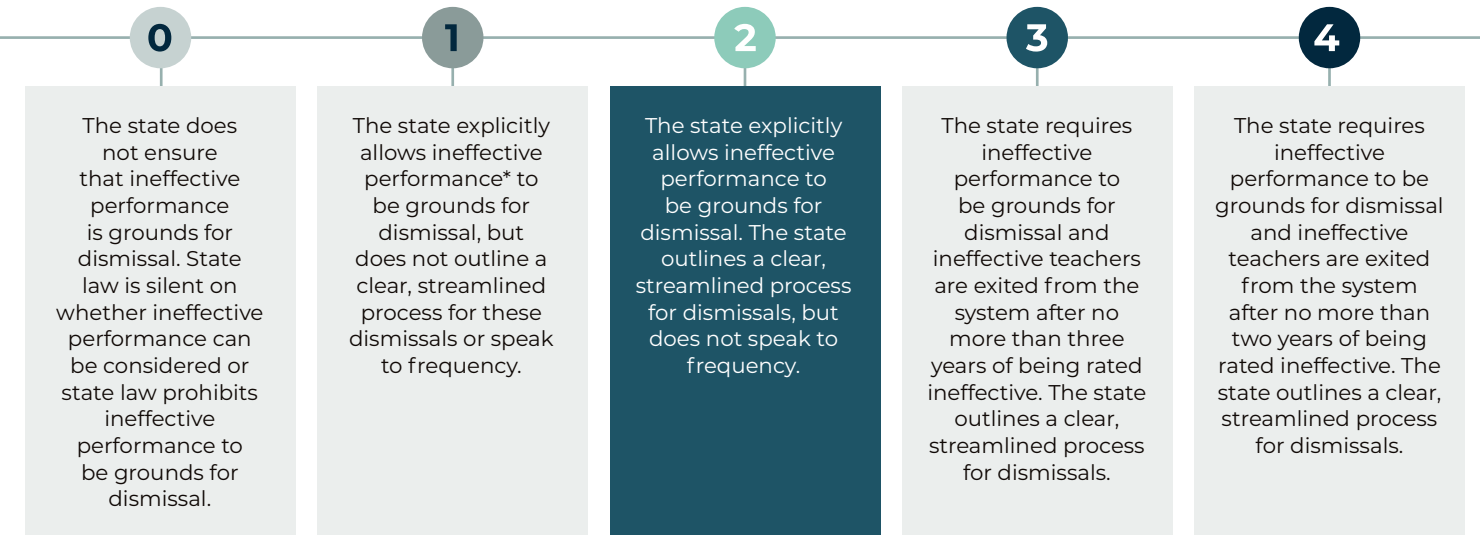 0
The state does
not ensure
that ineffective
performance
is grounds for
dismissal. State
law is silent on
whether ineffective
performance can
be considered or
state law prohibits
ineffective
performance to
be grounds for
dismissal.
1
The state explicitly
allows ineffective
performance* to
be grounds for
dismissal, but
does not outline a
clear, streamlined
process for these
dismissals or speak
to frequency.
2
The state explicitly
allows ineffective
performance to
be grounds for
dismissal. The state
outlines a clear,
streamlined process
for dismissals, but
does not speak to
frequency.
3
The state requires
ineffective
performance to
be grounds for
dismissal and
ineffective teachers
are exited from the
system after no
more than three
years of being rated
ineffective. The state
outlines a clear,
streamlined process
for dismissals.
4
The state requires
ineffective
performance to be
grounds for dismissal
and ineffective
teachers are exited
from the system
after no more than
two years of being
rated ineffective. The
state outlines a clear,
streamlined process
for dismissals.